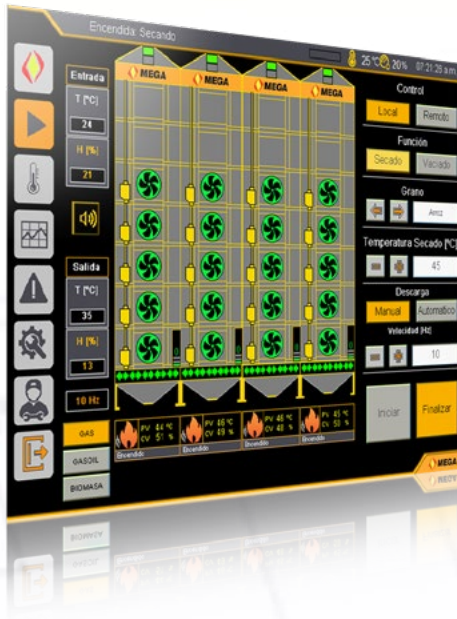 Encendida: Secando
25 °C 20% 07:21:28 a.m.
Entrada
T [°C]
24
H [%]
21
Salida
T [°C]
35
H [%]
13
10 Hz
GAS
GASOIL
BIOMASA
MEGA
MEGA
MEGA
MEGA
PV 44 °C
CV 51 %
Encendido
PV 46 °C
CV 49 %
Encendido
PV 46 °C
CV 48 %
Encendido
PV 45 °C
CV 50 %
Encendido
Control
Local Remoto
Función
Secado Vaciado
Grano
Arroz
Temperatura Secado [°C]
45
Descarga
Manual Automatico
Velocidad [Hz]
10
Iniciar Finalizar
MEGA